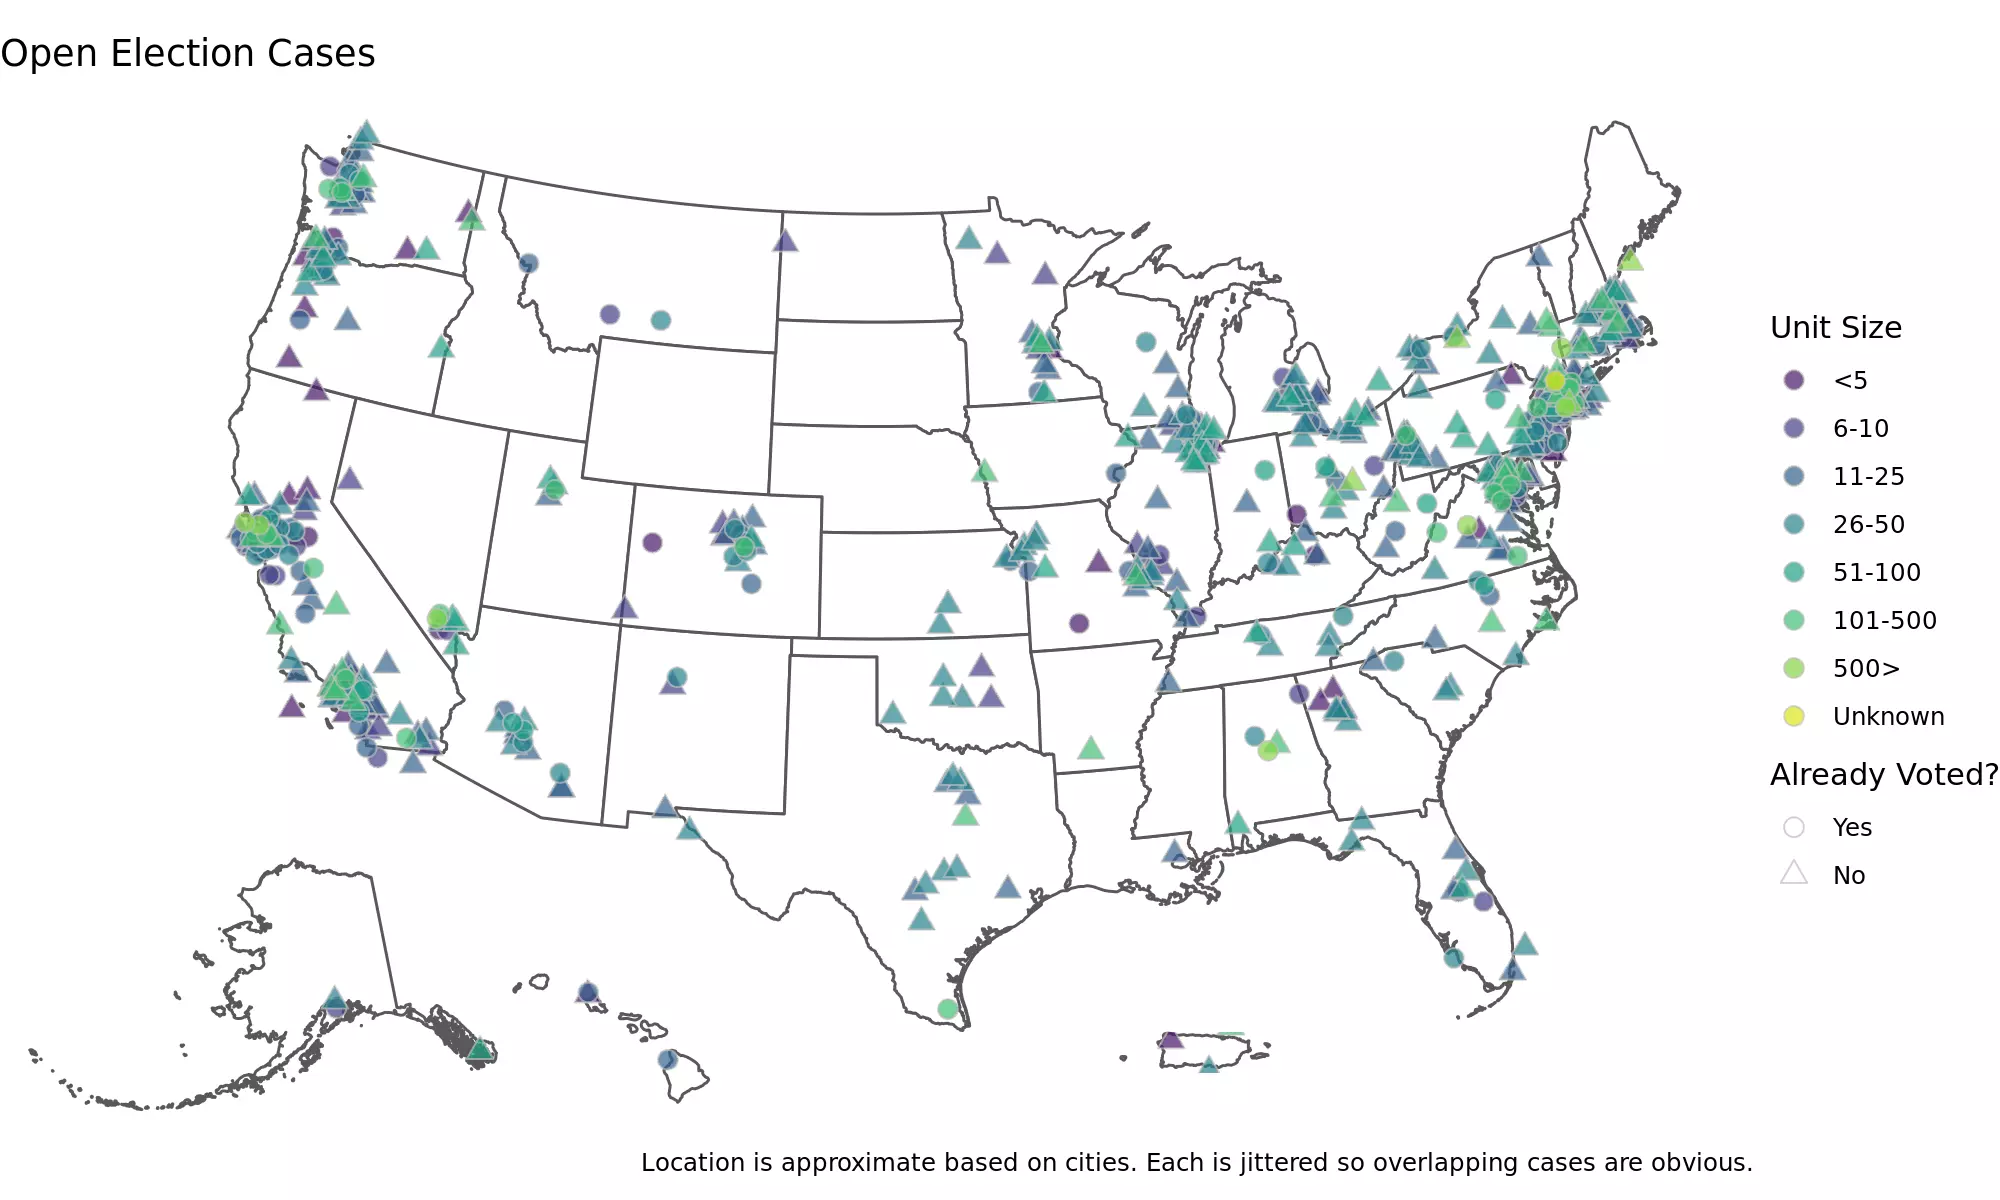 Open Election Cases
Unit Size
<5
6-10
11-25
26-50
51-100
101-500
500>
Unknown
Already Voted?
Yes
No
Location is approximate based on cities. Each is jittered so overlapping cases are obvious.